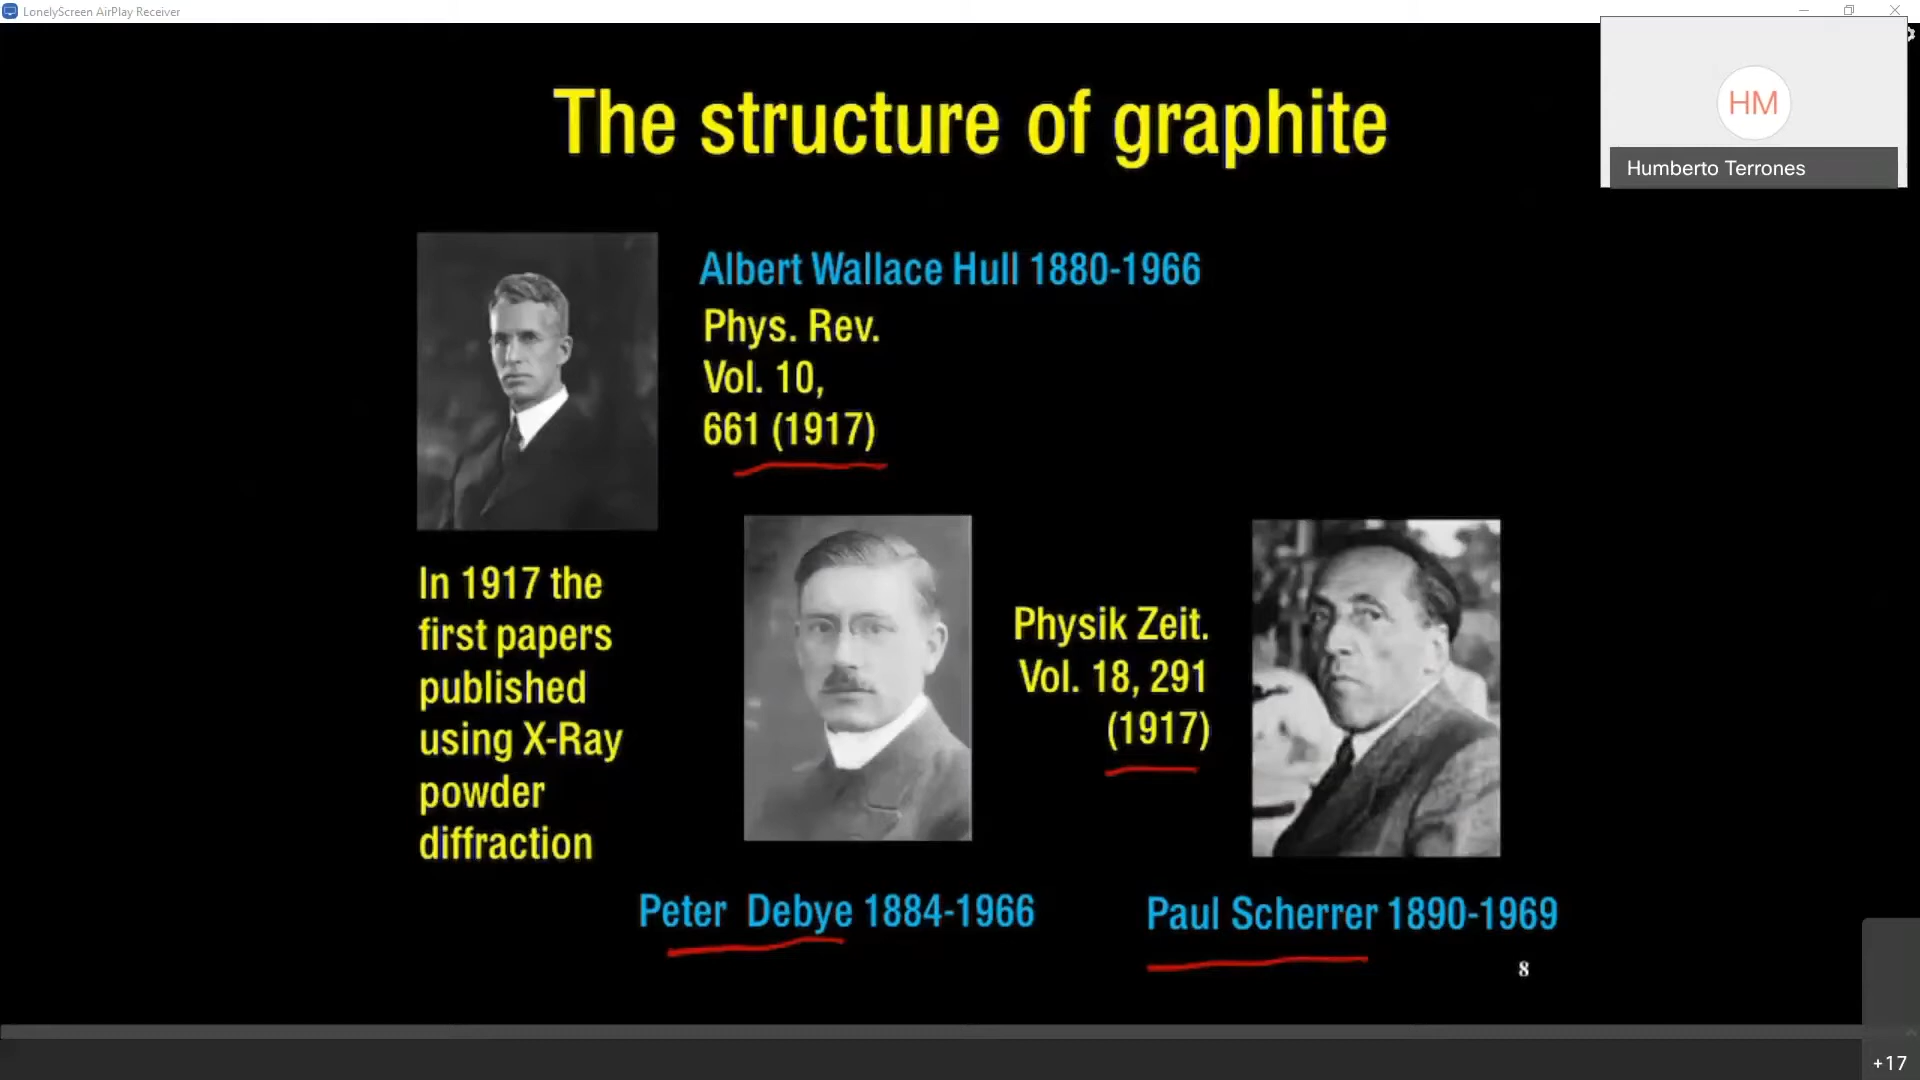 LonelyScreen AirPlay Receiver
HM
Humberto Terrones
The structure of graphite
Albert Wallace Hull 1880-1966
Phys. Rev.
Vol. 10,
661 (1917)
In 1917 the
first papers
published
using X-Ray
powder
diffraction
Physik Zeit.
Vol. 18, 291
(1917)
Peter Debye 1884-1966
Paul Scherrer 1890-1969
8
+17